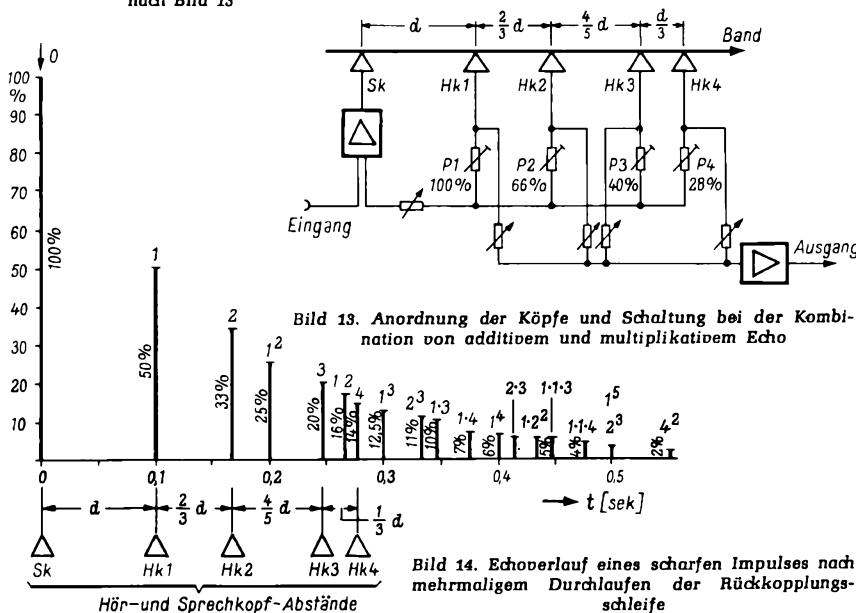 nach Bild 13
d
2/3 d
4/5 d
d/3
Band
Sk
Hk1
Hk2
Hk3
Hk4
P1
100%
P2
66%
P3
40%
P4
28%
Eingang
Ausgang
Bild 13. Anordnung der Köpfe und Schaltung bei der Kombi-
nation von additivem und multiplikativem Echo
0
100
%
90
80
70
60
50
40
30
20
10
100%
1
50%
2
33%
1²
25%
3
20%
1 2
16%
4
14%
1³
12,5%
2³
11%
1·3
10%
1·4
7%
1⁴
6%
2·3
1·2²
1·1·3
5%
1·1·4
4%
1⁵
2³
4²
2%
0 0,1 0,2 0,3 0,4 0,5
t [sek]
d
2/3 d
4/5 d
1/3 d
Sk Hk1 Hk2 Hk3 Hk4
Hör- und Sprechkopf-Abstände
Bild 14. Echoverlauf eines scharfen Impulses nach
mehrmaligem Durchlaufen der Rückkopplungs-
schleife